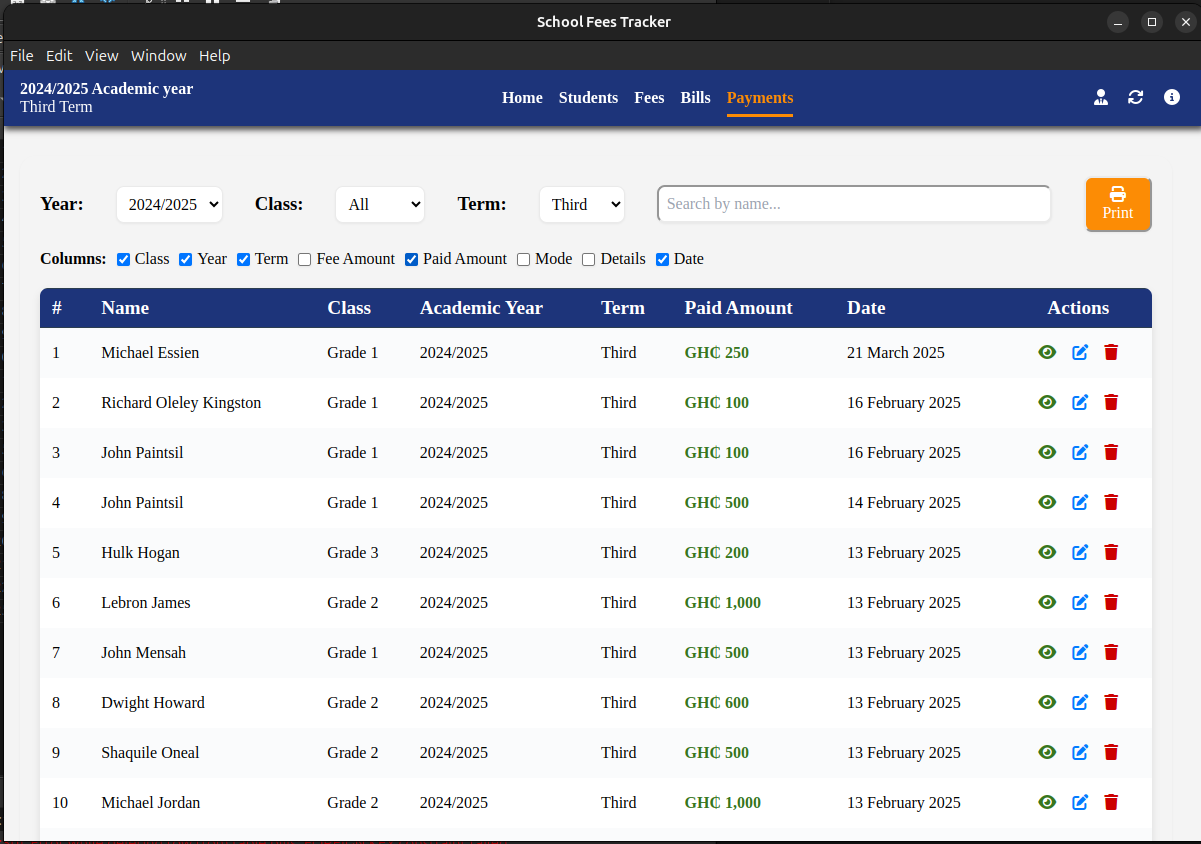 School Fees Tracker
File Edit View Window Help
2024/2025 Academic year
Third Term
Home Students Fees Bills Payments
Year: 2024/2025 Class: All Term: Third Search by name... Print
Columns: Class Year Term Fee Amount Paid Amount Mode Details Date
# Name Class Academic Year Term Paid Amount Date Actions
1 Michael Essien Grade 1 2024/2025 Third GH₵ 250 21 March 2025
2 Richard Oleley Kingston Grade 1 2024/2025 Third GH₵ 100 16 February 2025
3 John Paintsil Grade 1 2024/2025 Third GH₵ 100 16 February 2025
4 John Paintsil Grade 1 2024/2025 Third GH₵ 500 14 February 2025
5 Hulk Hogan Grade 3 2024/2025 Third GH₵ 200 13 February 2025
6 Lebron James Grade 2 2024/2025 Third GH₵ 1,000 13 February 2025
7 John Mensah Grade 1 2024/2025 Third GH₵ 500 13 February 2025
8 Dwight Howard Grade 2 2024/2025 Third GH₵ 600 13 February 2025
9 Shaquile Oneal Grade 2 2024/2025 Third GH₵ 500 13 February 2025
10 Michael Jordan Grade 2 2024/2025 Third GH₵ 1,000 13 February 2025